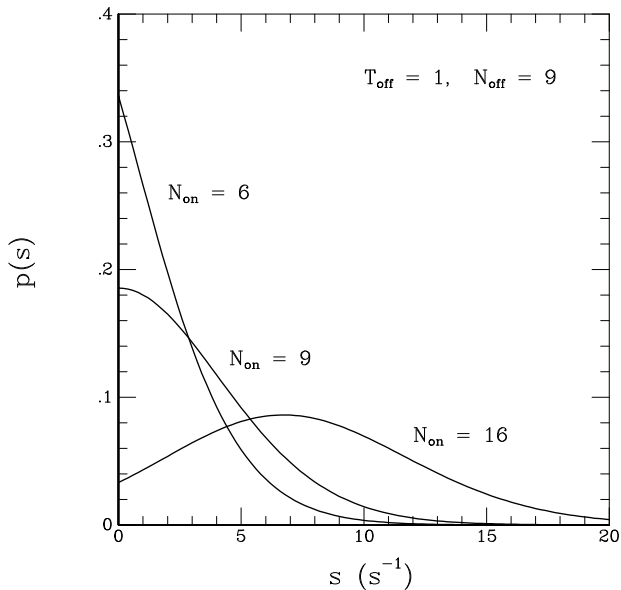 .4
T_off = 1, N_off = 9
.3
N_on = 6
p(s)
.2
N_on = 9
.1
N_on = 16
0
0 5 10 15 20
s (s⁻¹)